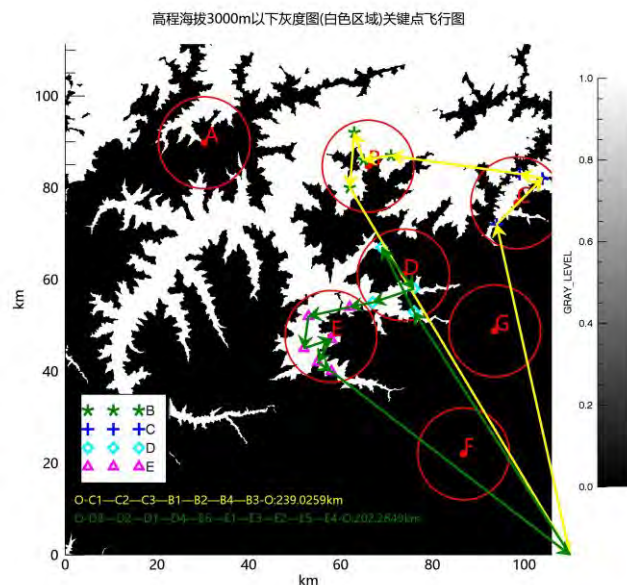 高程海拔3000m以下灰度图(白色区域)关键点飞行图
100
80
60
40
20
0
km
0 20 40 60 80 100
km
A
B
C
D
E
G
F
B
C
D
E
O-C1—C2—C3—B1—B2—B4—B3-O:239.0259km
O-D3—D2—D1—D4—E6—E1—E3—E2—E5—E4-O:202.2849km
1.0
0.8
0.6
0.4
0.2
0.0
GRAY_LEVEL